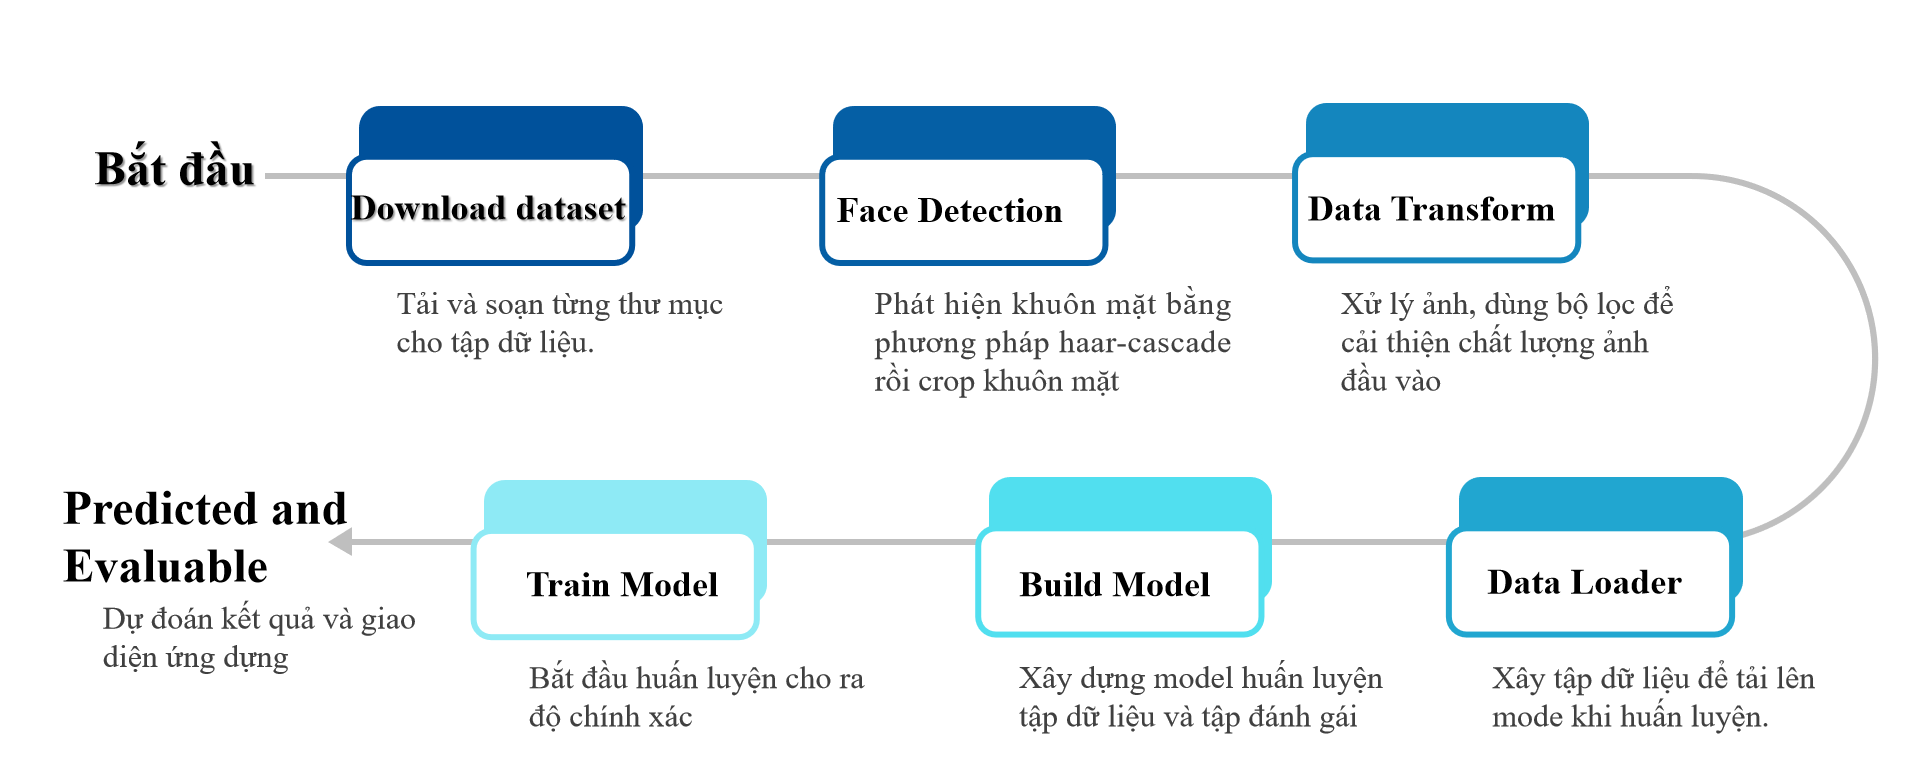 Bắt đầu
Download dataset
Tải và soạn từng thư mục
cho tập dữ liệu.
Face Detection
Phát hiện khuôn mặt bằng
phương pháp haar-cascade
rồi crop khuôn mặt
Data Transform
Xử lý ảnh, dùng bộ lọc để
cải thiện chất lượng ảnh
đầu vào
Data Loader
Xây tập dữ liệu để tải lên
mode khi huấn luyện.
Build Model
Xây dựng model huấn luyện
tập dữ liệu và tập đánh gái
Train Model
Bắt đầu huấn luyện cho ra
độ chính xác
Predicted and
Evaluable
Dự đoán kết quả và giao
diện ứng dựng